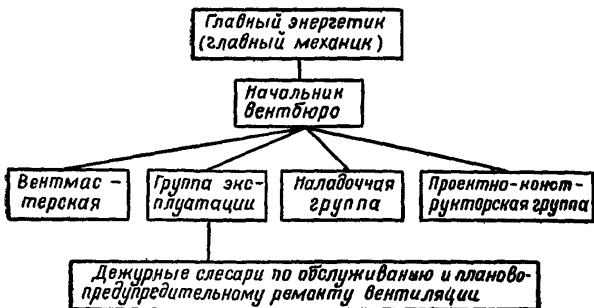 Главный энергетик
(главный механик)
Начальник
вентбюро
Вентмас-
терская
Группа экс-
плуатации
Наладочная
группа
Проектно-конст-
рукторская группа
Дежурные слесари по обслуживанию и планово-
предупредительному ремонту вентиляции